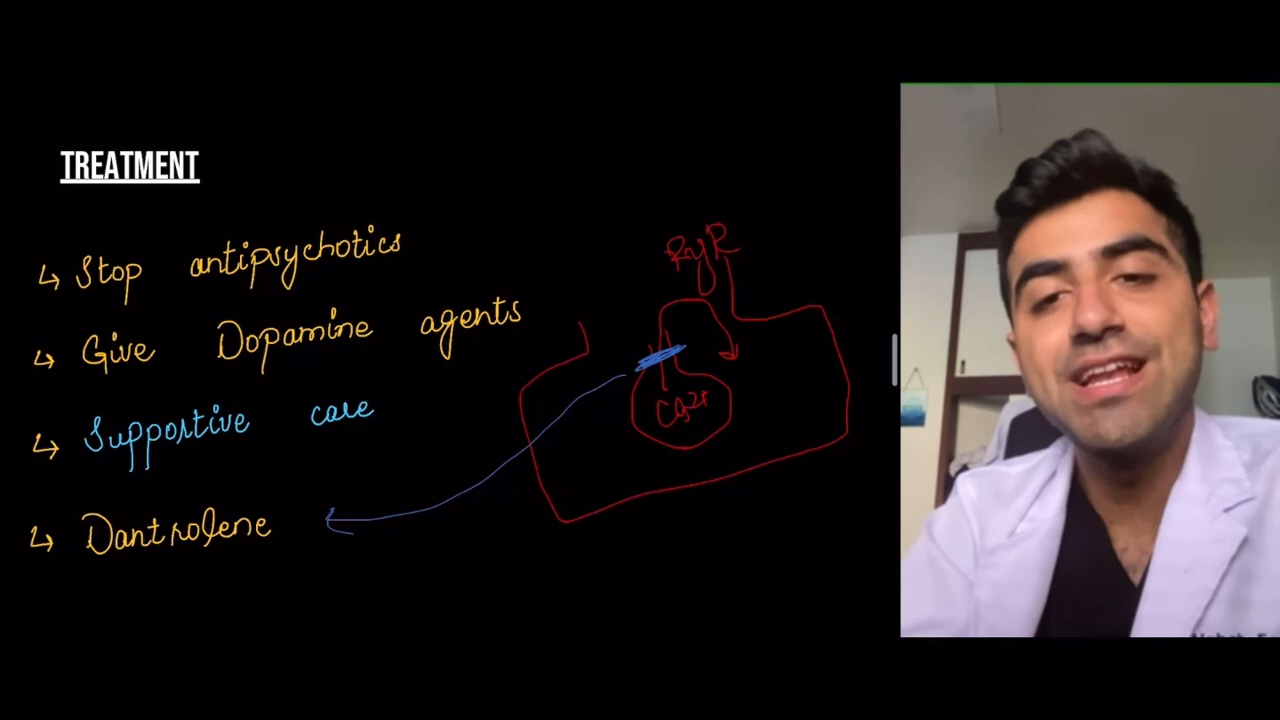 TREATMENT
↳ Stop antipsychotics
↳ Give Dopamine agents
↳ Supportive care
↳ Dantrolene
RyR
Ca2+